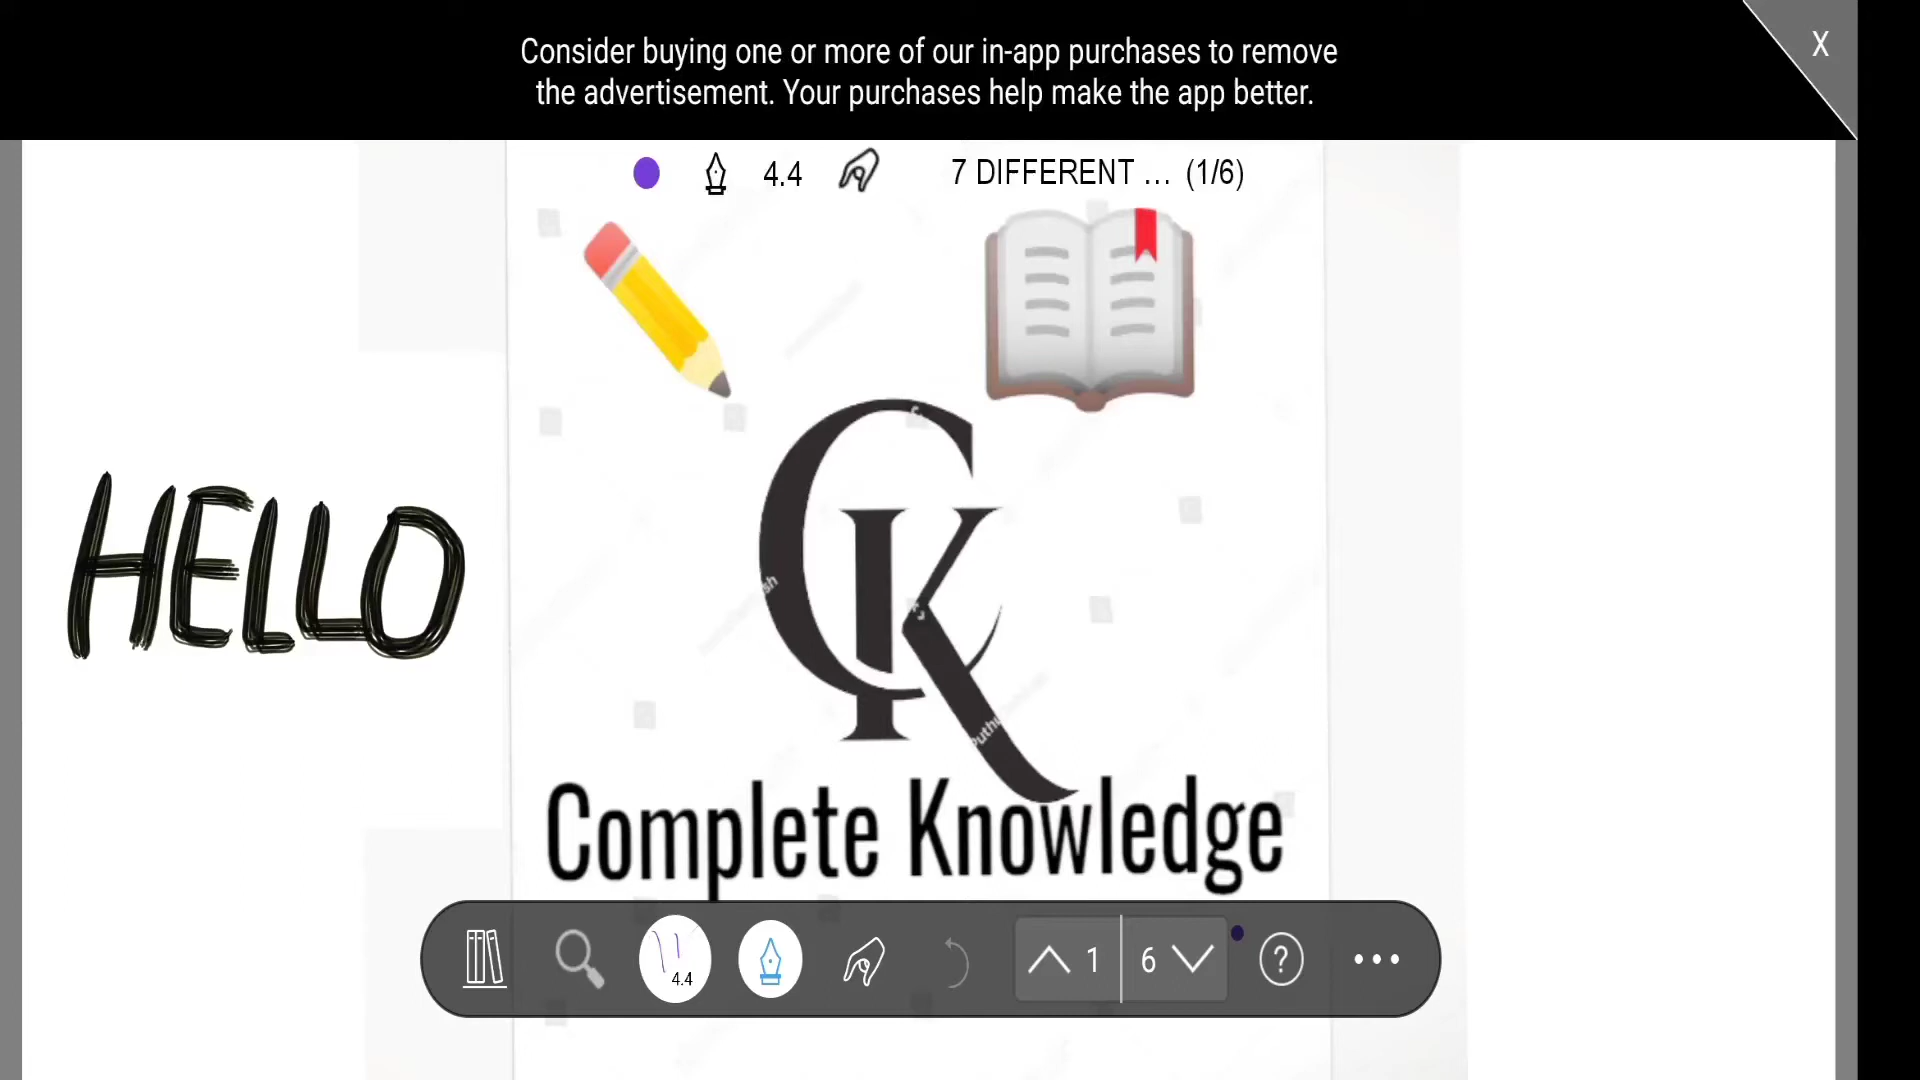 Consider buying one or more of our in-app purchases to remove
the advertisement. Your purchases help make the app better.
X
4.4
7 DIFFERENT ... (1/6)
HELLO
CK
Complete Knowledge
4.4
1
6
?